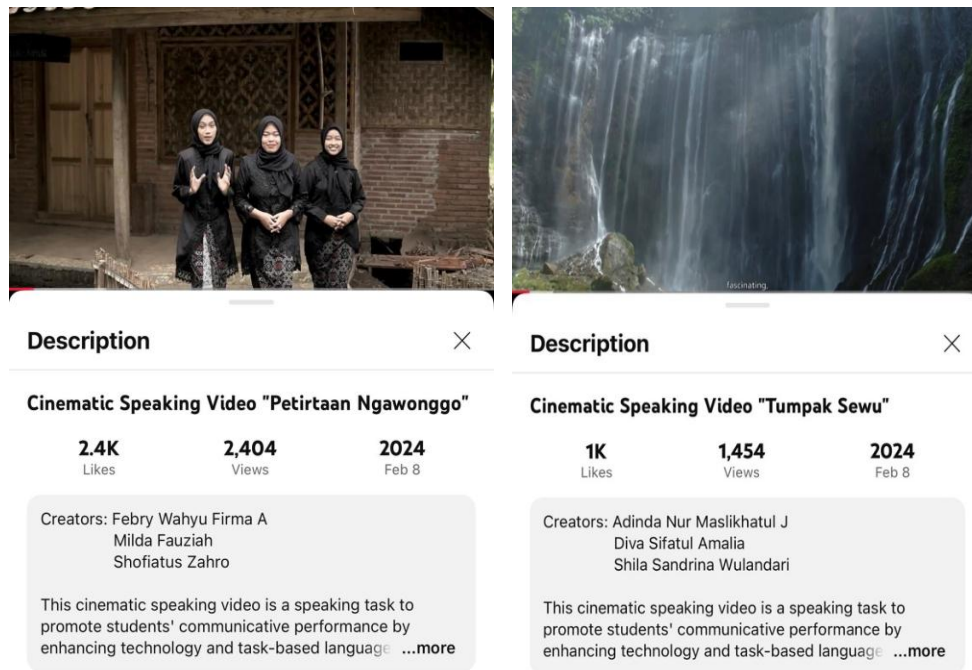 Description
Cinematic Speaking Video "Petirtaan Ngawonggo"
2.4K 2,404 2024
Likes Views Feb 8
Creators: Febry Wahyu Firma A
Milda Fauziah
Shofiatus Zahro
This cinematic speaking video is a speaking task to
promote students' communicative performance by
enhancing technology and task-based language ...more
fascinating,
Description
Cinematic Speaking Video "Tumpak Sewu"
1K 1,454 2024
Likes Views Feb 8
Creators: Adinda Nur Maslikhatul J
Diva Sifatul Amalia
Shila Sandrina Wulandari
This cinematic speaking video is a speaking task to
promote students' communicative performance by
enhancing technology and task-based language ...more